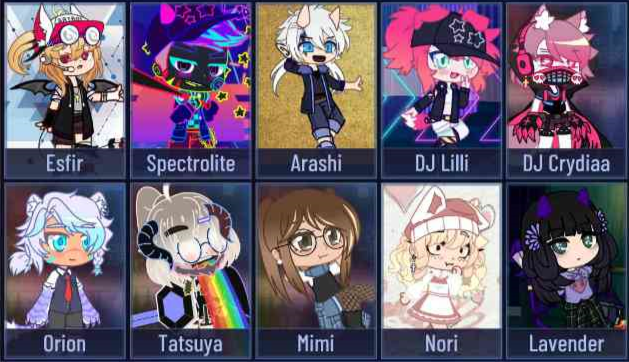 Esfir
Spectrolite
Arashi
DJ Lilli
DJ Crydiaa
Orion
Tatsuya
Mimi
Nori
Lavender